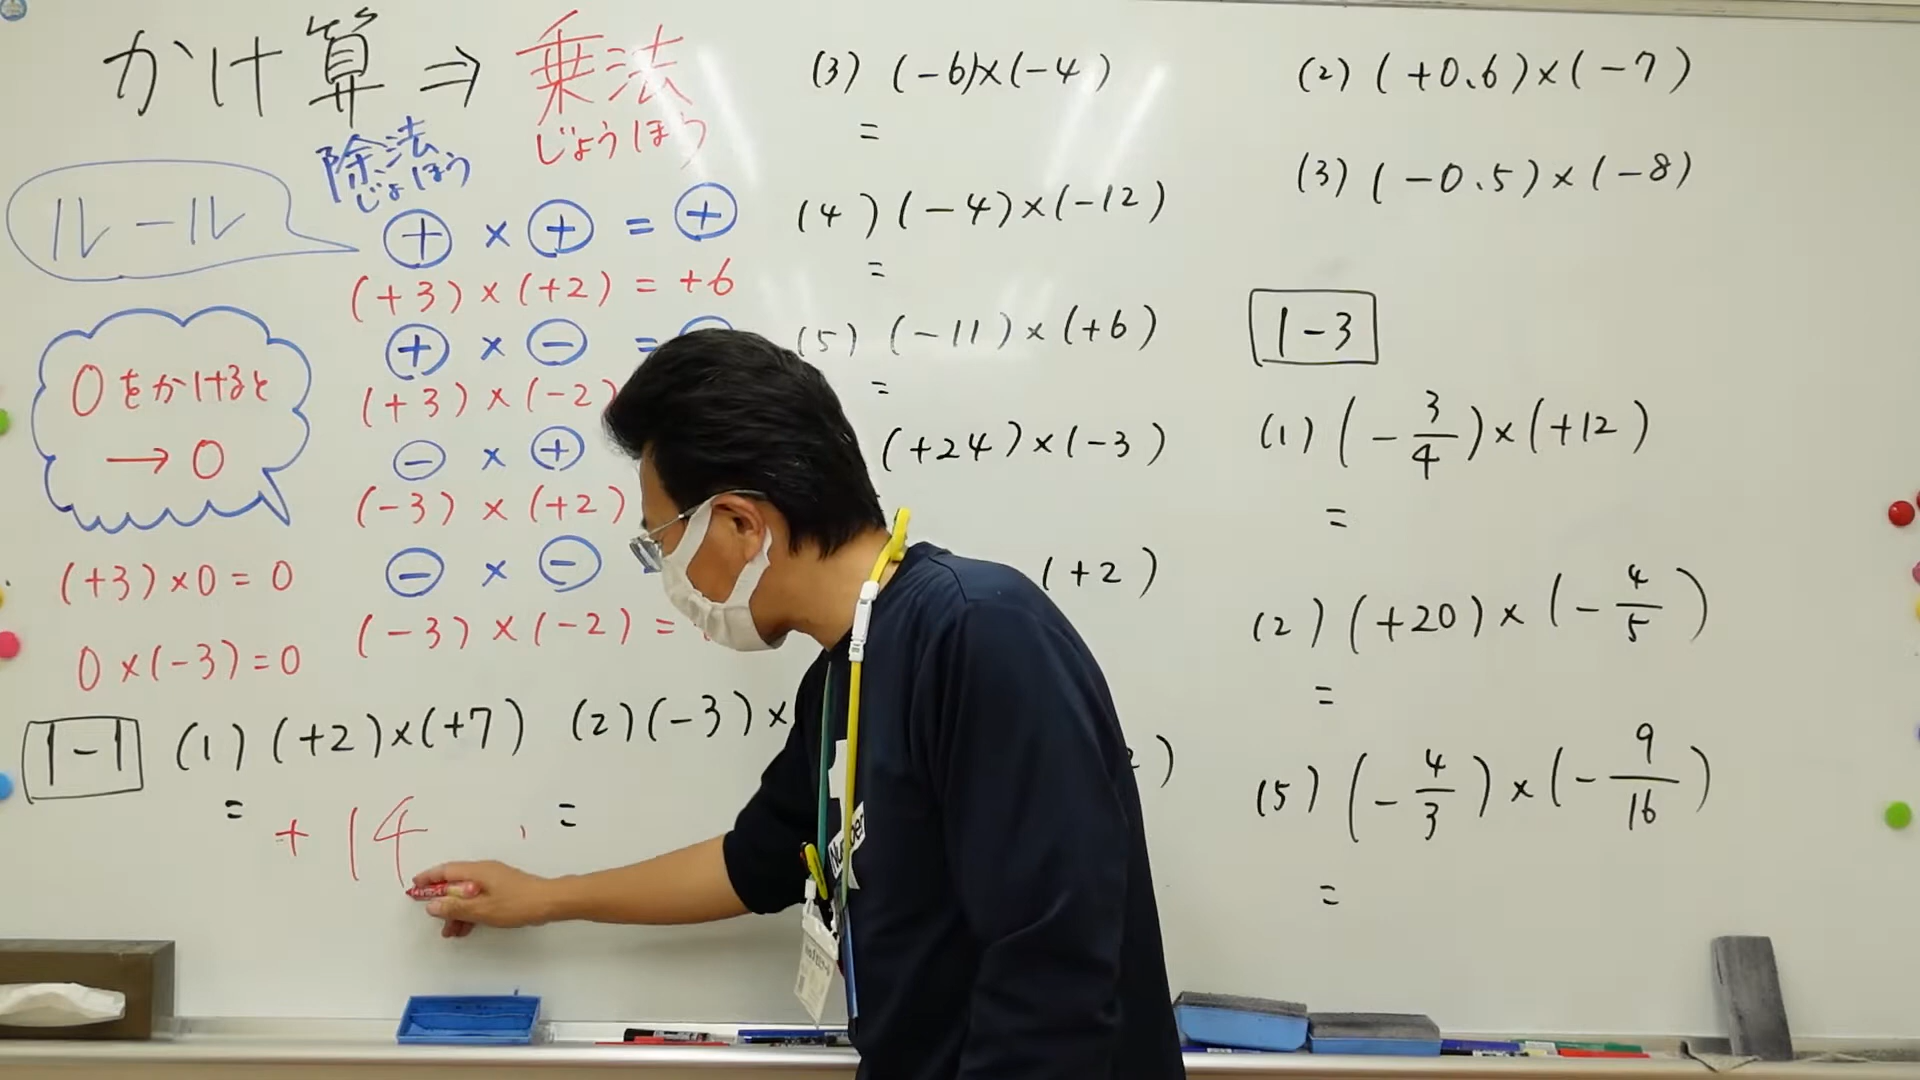 かけ算⇒乗法
じょうほう
除法
じょほう
ルール
⊕ × ⊕ = ⊕
(+3)×(+2) = +6
⊕ × ⊖ =
(+3)×(-2)
⊖ × ⊕
(-3)×(+2)
⊖ × ⊖
(-3)×(-2) =
0をかけると
→ 0
(+3)×0 = 0
0×(-3)=0
1-1
(1) (+2)×(+7)
= +14
(2) (-3)×
=
(3) (-6)×(-4)
=
(4) (-4)×(-12)
=
(5) (-11)×(+6)
=
(+24)×(-3)
(+2)
)
(2) (+0.6)×(-7)
(3) (-0.5)×(-8)
1-3
(1) (-3/4)×(+12)
=
(2) (+20)×(-4/5)
=
(5) (-4/3)×(-9/16)
=